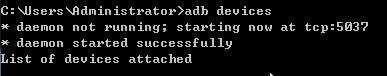 C:\Users\Administrator>adb devices
* daemon not running; starting now at tcp:5037
* daemon started successfully
List of devices attached